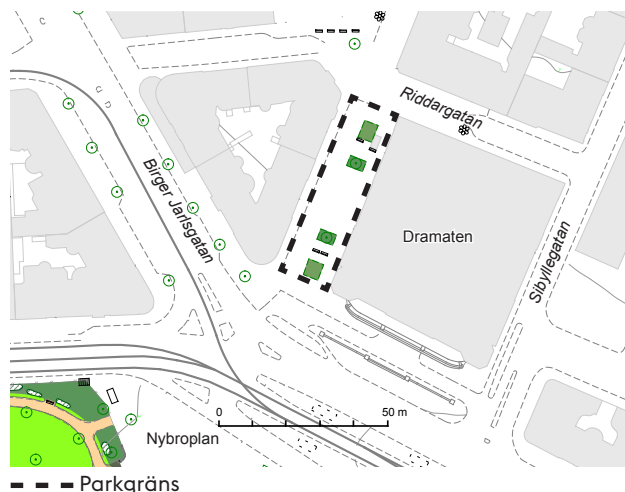 Riddargatan
Birger Jarlsgatan
Dramaten
Sibyllegatan
0 50 m
Nybroplan
Parkgräns